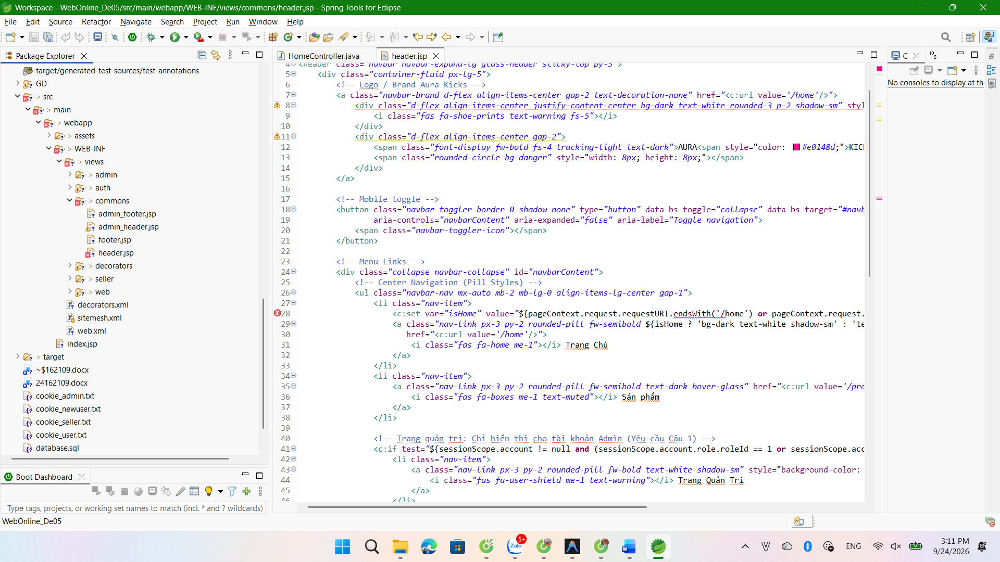 Workspace - WebOnline_De05/src/main/webapp/WEB-INF/views/commons/header.jsp - Spring Tools for Eclipse
File Edit Source Refactor Navigate Search Project Run Window Help
Package Explorer
target/generated-test-sources/test-annotations
GD
> src
> main
> webapp
> assets
> WEB-INF
> views
> admin
> auth
> commons
admin_footer.jsp
admin_header.jsp
footer.jsp
header.jsp
> decorators
> seller
> web
decorators.xml
sitemesh.xml
web.xml
index.jsp
> target
~$162109.docx
24162109.docx
cookie_admin.txt
cookie_newuser.txt
cookie_seller.txt
cookie_user.txt
database.sql
Boot Dashboard
Type tags, projects, or working set names to match (incl. * and ? wildcards)
WebOnline_De05
HomeController.java
header.jsp
4 <header class="navbar navbar-expand-lg glass-header sticky-top py-3">
5 <div class="container-fluid px-lg-5">
6 <!-- Logo / Brand Aura Kicks -->
7 <a class="navbar-brand d-flex align-items-center gap-2 text-decoration-none" href="<c:url value='/home'/>">
8 <div class="d-flex align-items-center justify-content-center bg-dark text-white rounded-3 p-2 shadow-sm" styl
9 <i class="fas fa-shoe-prints text-warning fs-5"></i>
10 </div>
11 <div class="d-flex align-items-center gap-2">
12 <span class="font-display fw-bold fs-4 tracking-tight text-dark">AURA<span style="color: #e0148d;">KIC
13 <span class="rounded-circle bg-danger" style="width: 8px; height: 8px;"></span>
14 </div>
15 </a>
16
17 <!-- Mobile toggle -->
18 <button class="navbar-toggler border-0 shadow-none" type="button" data-bs-toggle="collapse" data-bs-target="#navb
19 aria-controls="navbarContent" aria-expanded="false" aria-label="Toggle navigation">
20 <span class="navbar-toggler-icon"></span>
21 </button>
22
23 <!-- Menu Links -->
24 <div class="collapse navbar-collapse" id="navbarContent">
25 <!-- Center Navigation (Pill Styles) -->
26 <ul class="navbar-nav mx-auto mb-2 mb-lg-0 align-items-lg-center gap-1">
27 <li class="nav-item">
28 <c:set var="isHome" value="${pageContext.request.requestURI.endsWith('/home') or pageContext.request.
29 <a class="nav-link px-3 py-2 rounded-pill fw-semibold ${isHome ? 'bg-dark text-white shadow-sm' : 'te
30 href="<c:url value='/home'/>">
31 <i class="fas fa-home me-1"></i> Trang Chủ
32 </a>
33 </li>
34 <li class="nav-item">
35 <a class="nav-link px-3 py-2 rounded-pill fw-semibold text-dark hover-glass" href="<c:url value='/pro
36 <i class="fas fa-boxes me-1 text-muted"></i> Sản phẩm
37 </a>
38 </li>
39
40 <!-- Trang quản trị: Chỉ hiển thị cho tài khoản Admin (Yêu cầu Câu 1) -->
41 <c:if test="${sessionScope.account != null and (sessionScope.account.role.roleId == 1 or sessionScope.acc
42 <li class="nav-item">
43 <a class="nav-link px-3 py-2 rounded-pill fw-bold text-white shadow-sm" style="background-color:
44 <i class="fas fa-user-shield me-1 text-warning"></i> Trang Quản Trị
45 </a>
46 </li>
C
»5
No consoles to display at th
5+
Zalo
ENG
3:11 PM
9/24/2026